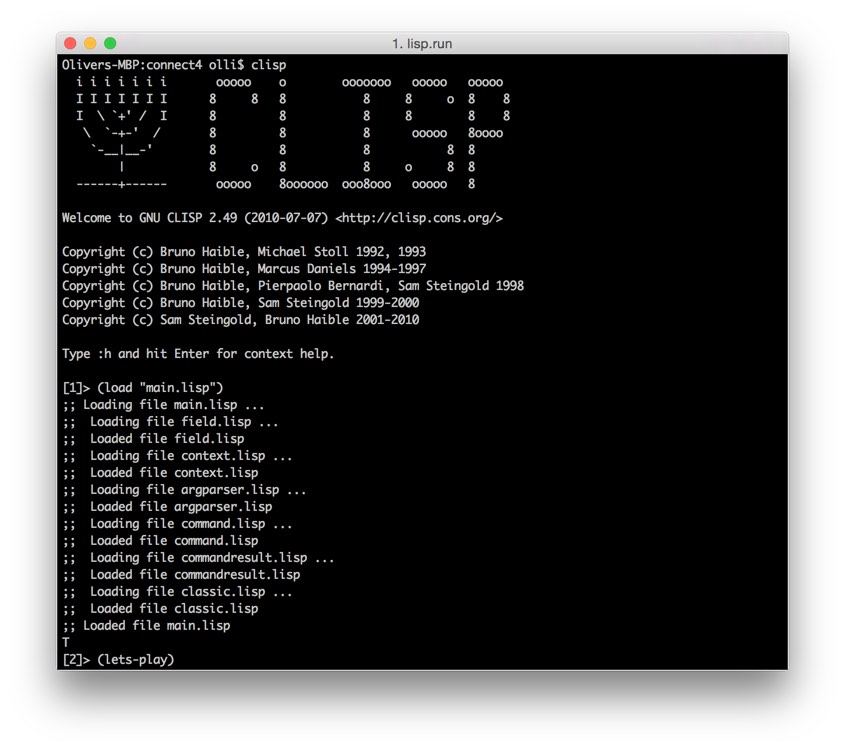 1. lisp.run
Olivers-MBP:connect4 olli$ clisp
  i i i i i i i       ooooo    o        ooooooo   ooooo   ooooo
  I I I I I I I      8     8   8           8     8     o  8    8
  I  \ `+' /  I      8         8           8     8        8    8
   \  `-+-'  /       8         8           8      ooooo   8oooo
    `-__|__-'        8         8           8           8  8
        |            8     o   8           8     o     8  8
  ------+------       ooooo    8oooooo  ooo8ooo   ooooo   8
Welcome to GNU CLISP 2.49 (2010-07-07) <http://clisp.cons.org/>
Copyright (c) Bruno Haible, Michael Stoll 1992, 1993
Copyright (c) Bruno Haible, Marcus Daniels 1994-1997
Copyright (c) Bruno Haible, Pierpaolo Bernardi, Sam Steingold 1998
Copyright (c) Bruno Haible, Sam Steingold 1999-2000
Copyright (c) Sam Steingold, Bruno Haible 2001-2010
Type :h and hit Enter for context help.
[1]> (load "main.lisp")
;; Loading file main.lisp ...
;;  Loading file field.lisp ...
;;  Loaded file field.lisp
;;  Loading file context.lisp ...
;;  Loaded file context.lisp
;;  Loading file argparser.lisp ...
;;  Loaded file argparser.lisp
;;  Loading file command.lisp ...
;;  Loaded file command.lisp
;;  Loading file commandresult.lisp ...
;;  Loaded file commandresult.lisp
;;  Loading file classic.lisp ...
;;  Loaded file classic.lisp
;; Loaded file main.lisp
T
[2]> (lets-play)